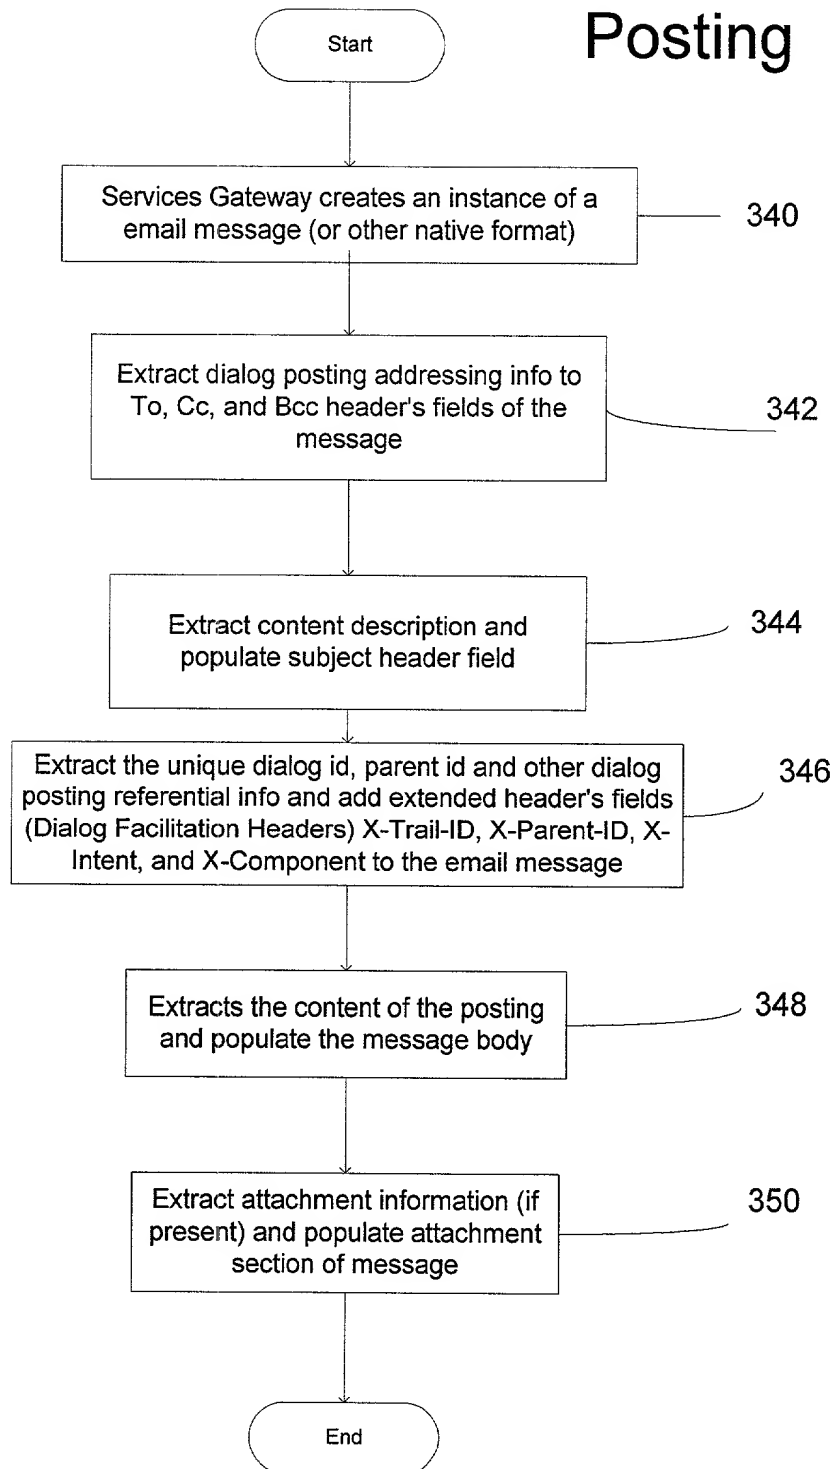 Posting
Start
Services Gateway creates an instance of a
email message (or other native format)
340
Extract dialog posting addressing info to
To, Cc, and Bcc header's fields of the
message
342
Extract content description and
populate subject header field
344
Extract the unique dialog id, parent id and other dialog
posting referential info and add extended header's fields
(Dialog Facilitation Headers) X-Trail-ID, X-Parent-ID, X-
Intent, and X-Component to the email message
346
Extracts the content of the posting
and populate the message body
348
Extract attachment information (if
present) and populate attachment
section of message
350
End